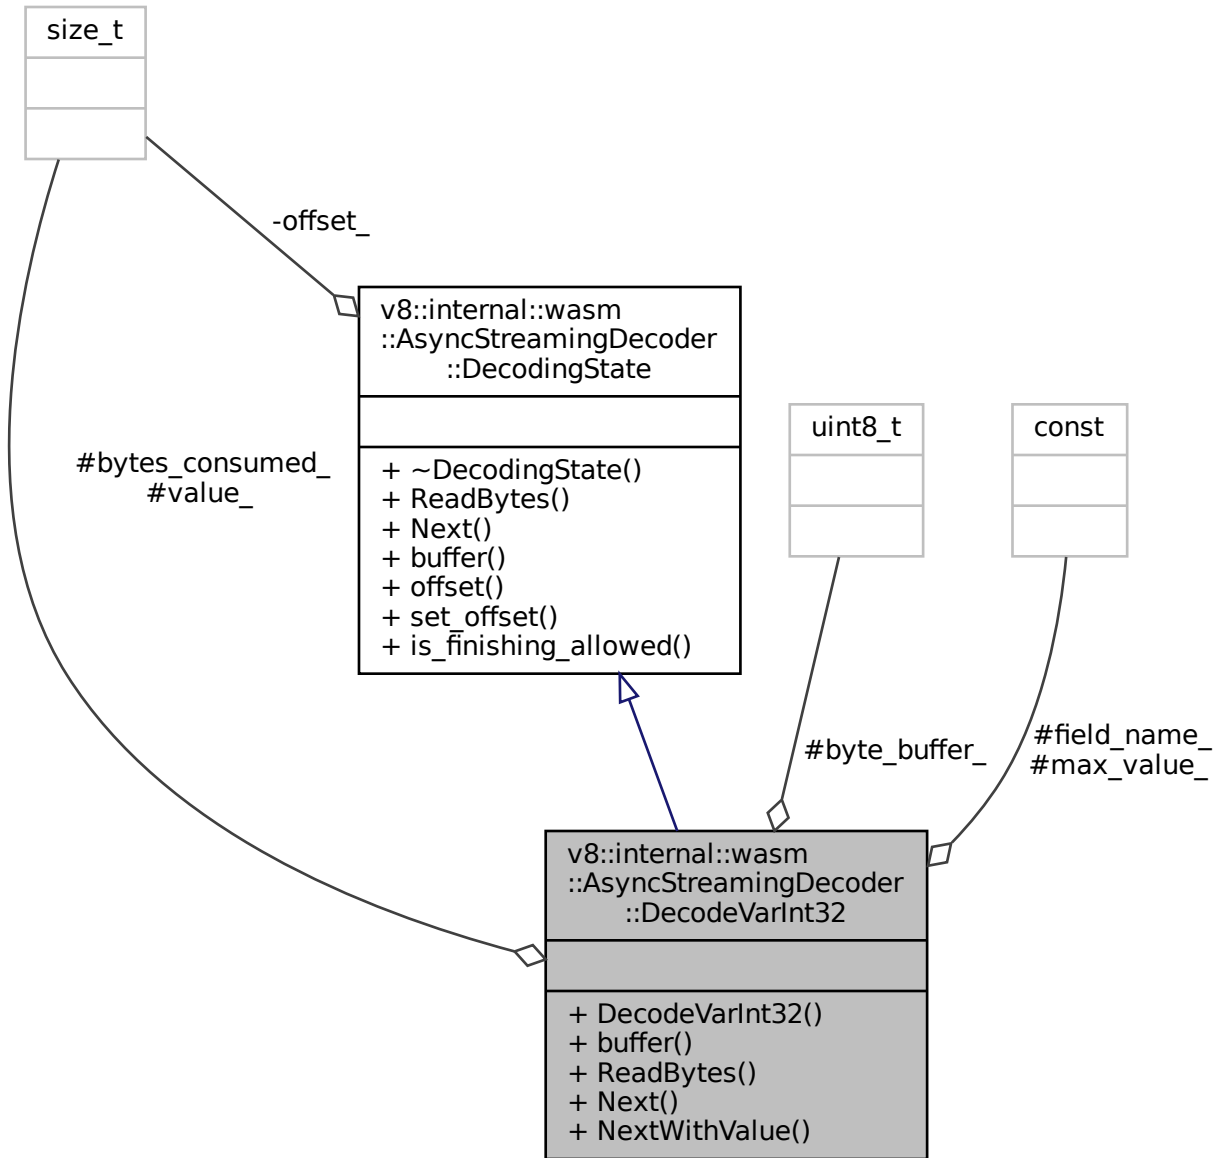 size_t
-offset_
v8::internal::wasm
::AsyncStreamingDecoder
::DecodingState
+ ~DecodingState()
+ ReadBytes()
+ Next()
+ buffer()
+ offset()
+ set_offset()
+ is_finishing_allowed()
#bytes_consumed_
#value_
uint8_t
const
#byte_buffer_
#field_name_
#max_value_
v8::internal::wasm
::AsyncStreamingDecoder
::DecodeVarInt32
+ DecodeVarInt32()
+ buffer()
+ ReadBytes()
+ Next()
+ NextWithValue()